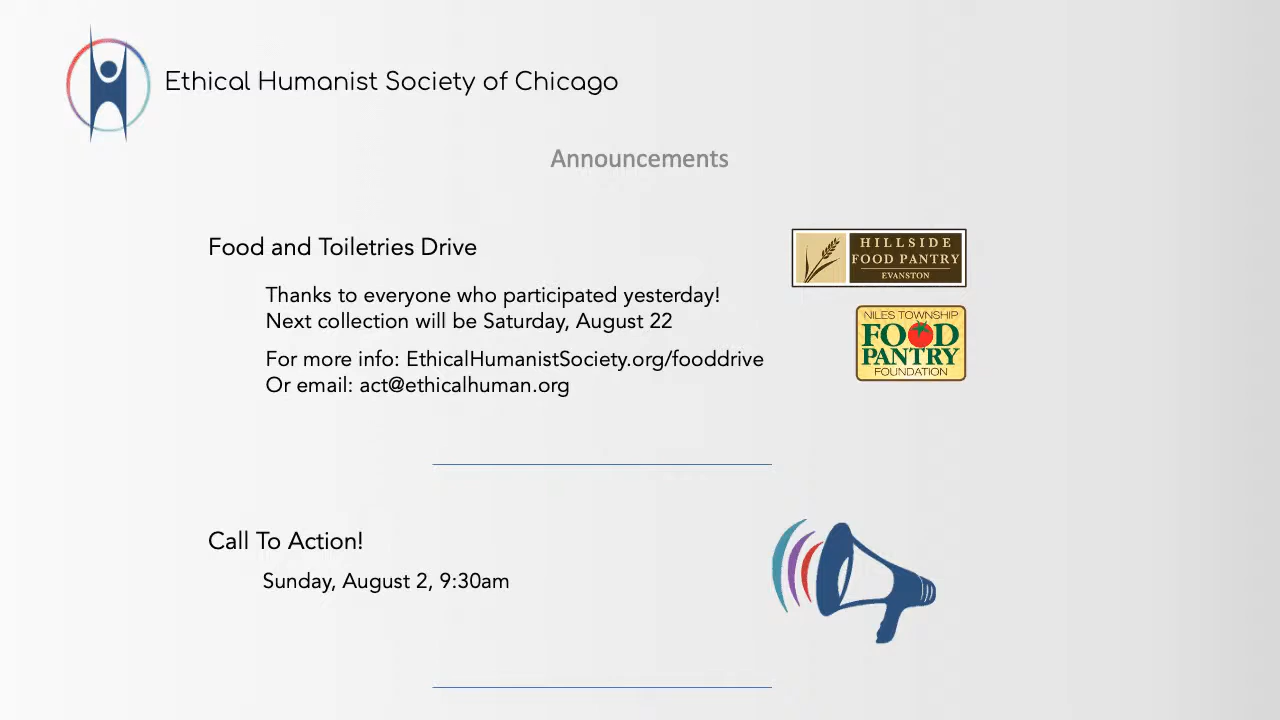 Ethical Humanist Society of Chicago
Announcements
Food and Toiletries Drive
Thanks to everyone who participated yesterday!
Next collection will be Saturday, August 22
For more info: EthicalHumanistSociety.org/fooddrive
Or email: act@ethicalhuman.org
HILLSIDE
FOOD PANTRY
EVANSTON
NILES TOWNSHIP
FOOD
PANTRY
FOUNDATION
Call To Action!
Sunday, August 2, 9:30am